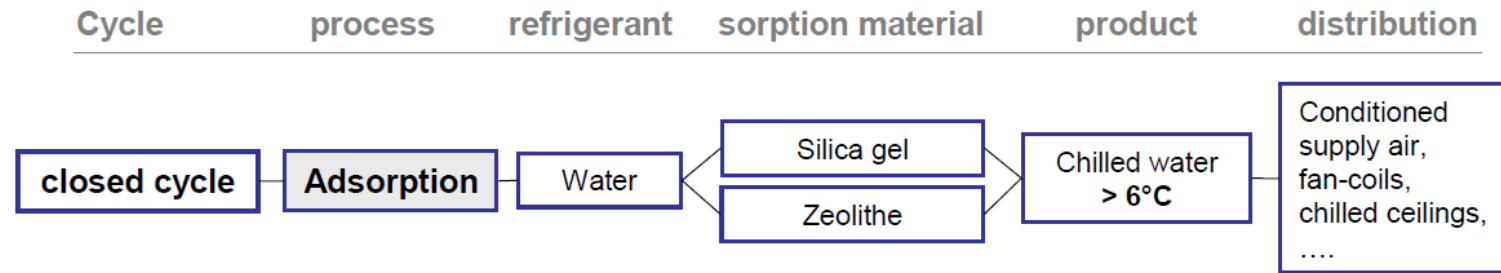 Cycle process refrigerant sorption material product distribution
closed cycle
Adsorption
Water
Silica gel
Zeolithe
Chilled water
> 6°C
Conditioned
supply air,
fan-coils,
chilled ceilings,
....